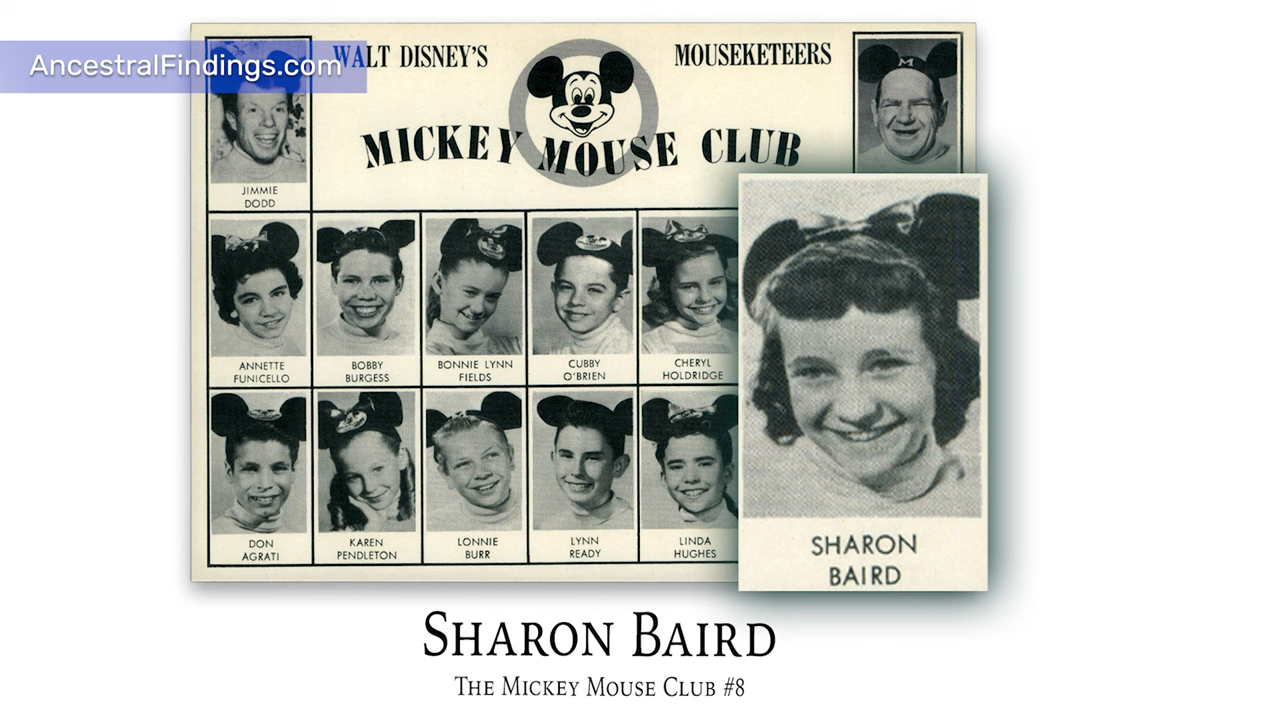 AncestralFindings.com
WALT DISNEY'S
MOUSEKETEERS
M
MICKEY MOUSE CLUB
JIMMIE
DODD
ANNETTE
FUNICELLO
BOBBY
BURGESS
BONNIE LYNN
FIELDS
CUBBY
O'BRIEN
CHERYL
HOLDRIDGE
DON
AGRATI
KAREN
PENDLETON
LONNIE
BURR
LYNN
READY
LINDA
HUGHES
SHARON
BAIRD
SHARON BAIRD
THE MICKEY MOUSE CLUB #8